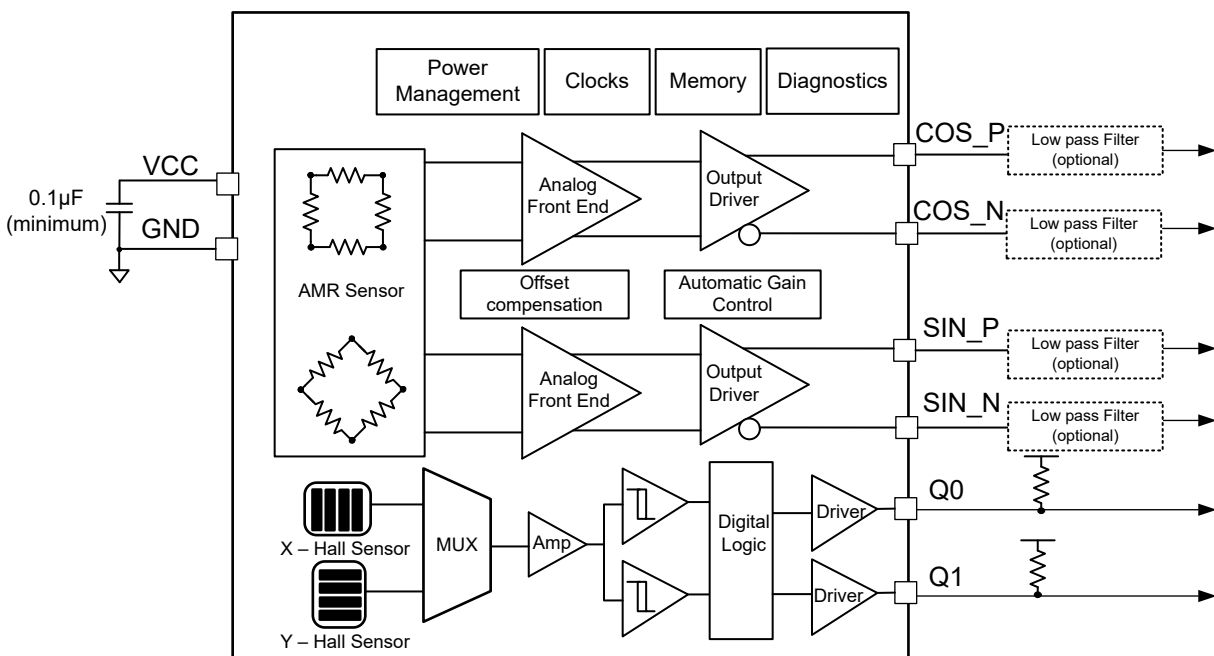 Power
Management
Clocks
Memory
Diagnostics
COS_P
Low pass Filter
(optional)
VCC
0.1µF
(minimum)
GND
AMR Sensor
Analog
Front End
Output
Driver
COS_N
Low pass Filter
(optional)
Offset
compensation
Automatic Gain
Control
SIN_P
Low pass Filter
(optional)
Analog
Front End
Output
Driver
SIN_N
Low pass Filter
(optional)
X – Hall Sensor
Y – Hall Sensor
MUX
Amp
Digital
Logic
Driver
Q0
Driver
Q1